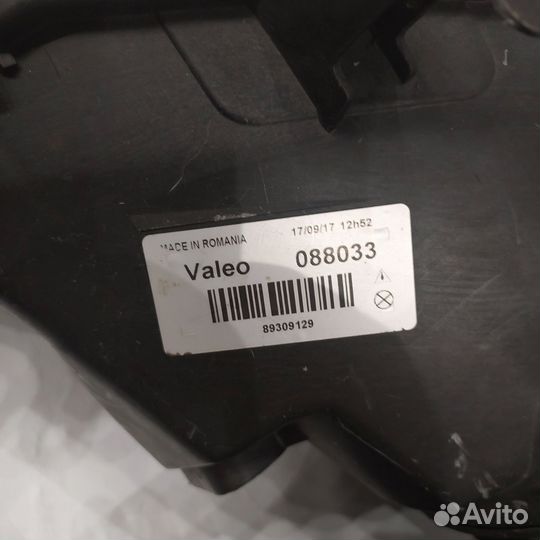 MADE IN ROMANIA 17/09/17 12h52
Valeo 088033
89309129
Avito